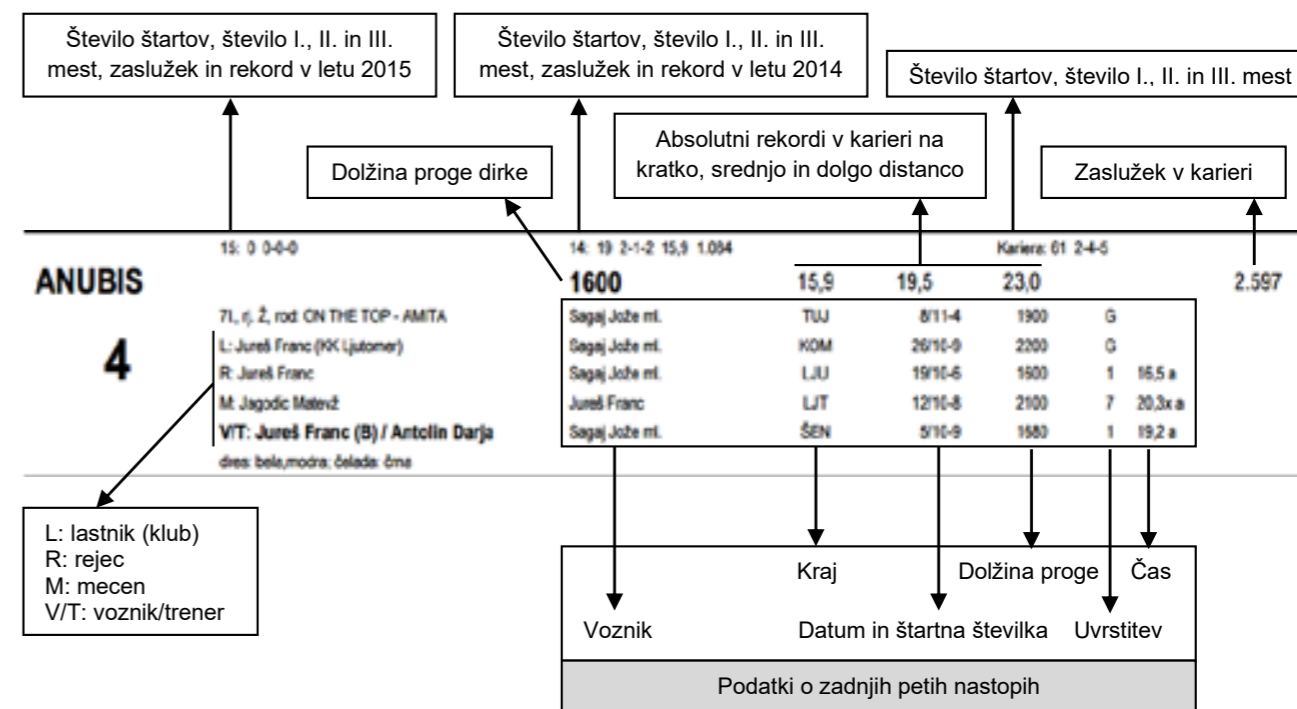 Število štartov, število I., II. in III.
mest, zaslužek in rekord v letu 2015
Število štartov, število I., II. in III.
mest, zaslužek in rekord v letu 2014
Število štartov, število I., II. in III. mest
Dolžina proge dirke
Absolutni rekordi v karieri na
kratko, srednjo in dolgo distanco
Zaslužek v karieri
15: 0 0-0-0
14: 19 2-1-2 15,9 1.084
Kariera: 61 2-4-5
ANUBIS
1600 15,9 19,5 23,0 2.597
4
7l., rj. Ž, rod: ON THE TOP - AMITA
L: Jureš Franc (KK Ljutomer)
R: Jureš Franc
M: Jagodic Matevž
V/T: Jureš Franc (B) / Antolin Darja
dres: bela,modra; čelada: črna
Sagaj Jože ml. TUJ 8/11-4 1900 G
Sagaj Jože ml. KOM 26/10-9 2200 G
Sagaj Jože ml. LJU 19/10-6 1600 1 16,5 a
Jureš Franc LJT 12/10-8 2100 7 20,3x a
Sagaj Jože ml. ŠEN 5/10-9 1680 1 19,2 a
L: lastnik (klub)
R: rejec
M: mecen
V/T: voznik/trener
Kraj Dolžina proge Čas
Voznik Datum in štartna številka Uvrstitev
Podatki o zadnjih petih nastopih